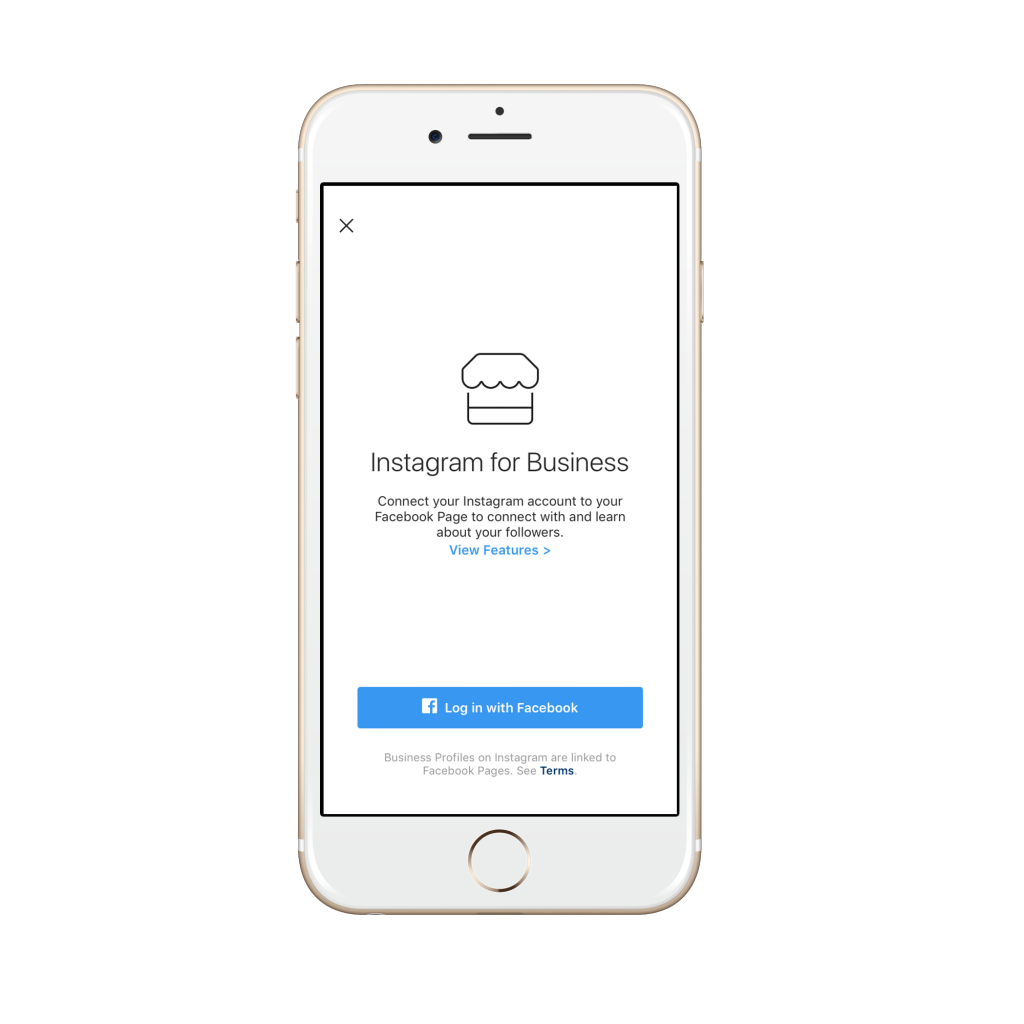 Instagram for Business
Connect your Instagram account to your
Facebook Page to connect with and learn
about your followers.
View Features >
Log in with Facebook
Business Profiles on Instagram are linked to
Facebook Pages. See Terms.